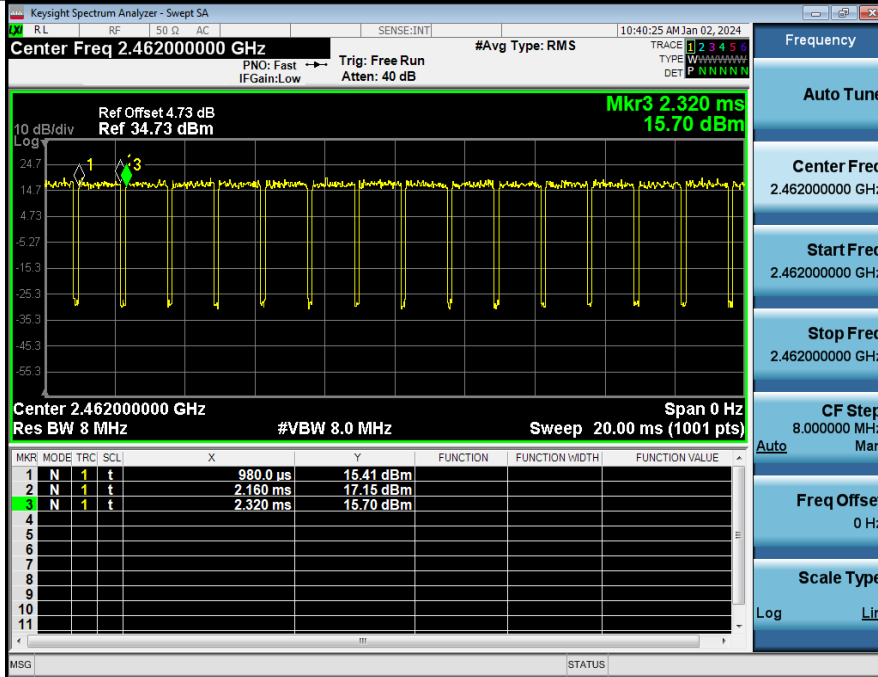 Keysight Spectrum Analyzer - Swept SA
LXI RL RF 50 Ω AC SENSE:INT 10:40:25 AM Jan 02, 2024
Center Freq 2.462000000 GHz #Avg Type: RMS TRACE 1 2 3 4 5 6
PNO: Fast Trig: Free Run TYPE WWWWWW
IFGain:Low Atten: 40 dB DET P N N N N N
Frequency
Auto Tune
Center Freq
2.462000000 GHz
Start Freq
2.462000000 GHz
Stop Freq
2.462000000 GHz
CF Step
8.000000 MHz
Auto Man
Freq Offset
0 Hz
Scale Type
Log Lin
Mkr3 2.320 ms
15.70 dBm
Ref Offset 4.73 dB
10 dB/div Ref 34.73 dBm
Log
24.7
14.7
4.73
-5.27
-15.3
-25.3
-35.3
-45.3
-55.3
1
3
Center 2.462000000 GHz Span 0 Hz
Res BW 8 MHz #VBW 8.0 MHz Sweep 20.00 ms (1001 pts)
MKR MODE TRC SCL X Y FUNCTION FUNCTION WIDTH FUNCTION VALUE
1 N 1 t 980.0 µs 15.41 dBm
2 N 1 t 2.160 ms 17.15 dBm
3 N 1 t 2.320 ms 15.70 dBm
4
5
6
7
8
9
10
11
MSG STATUS